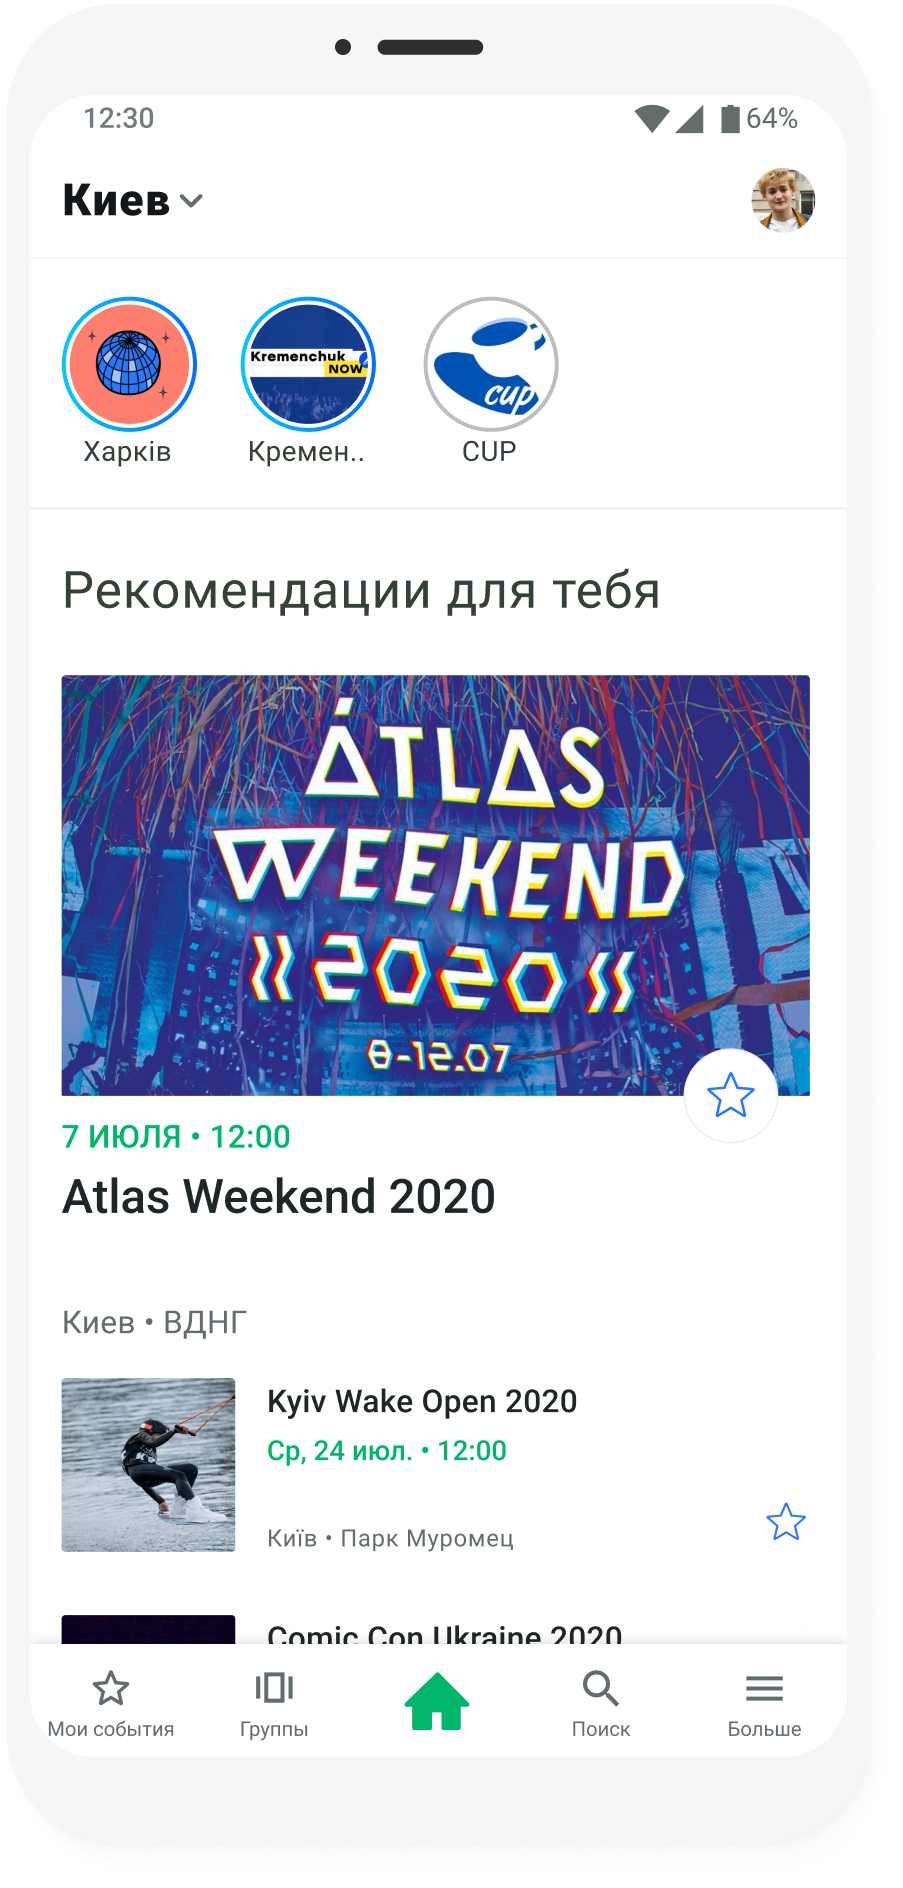 12:30
64%
Киев
Kremenchuk
NOW
cup
Харків
Кремен..
CUP
Рекомендации для тебя
ATLAS
WEEKEND
2020
8-12.07
7 ИЮЛЯ • 12:00
Atlas Weekend 2020
Киев • ВДНГ
Kyiv Wake Open 2020
Ср, 24 июл. • 12:00
Київ • Парк Муромец
Comic Con Ukraine 2020
Мои события
Группы
Поиск
Больше